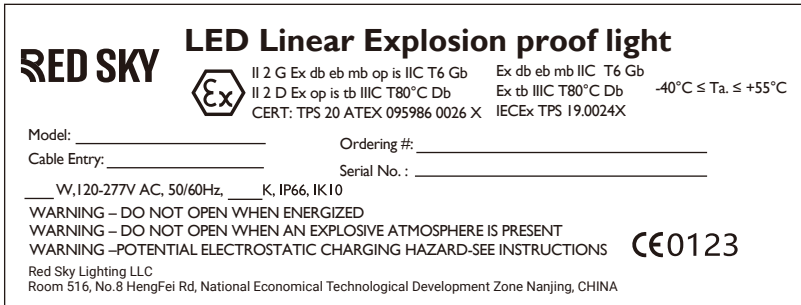 RED SKY
LED Linear Explosion proof light
Ex
II 2 G Ex db eb mb op is IIC T6 Gb
II 2 D Ex op is tb IIIC T80°C Db
CERT: TPS 20 ATEX 095986 0026 X
Ex db eb mb IIC T6 Gb
Ex tb IIIC T80°C Db
IECEx TPS 19.0024X
-40°C ≤ Ta. ≤ +55°C
Model:
Ordering #:
Cable Entry:
Serial No. :
____ W,120-277V AC, 50/60Hz, ____K, IP66, IK10
WARNING – DO NOT OPEN WHEN ENERGIZED
WARNING – DO NOT OPEN WHEN AN EXPLOSIVE ATMOSPHERE IS PRESENT
WARNING –POTENTIAL ELECTROSTATIC CHARGING HAZARD-SEE INSTRUCTIONS
CE0123
Red Sky Lighting LLC
Room 516, No.8 HengFei Rd, National Economical Technological Development Zone Nanjing, CHINA